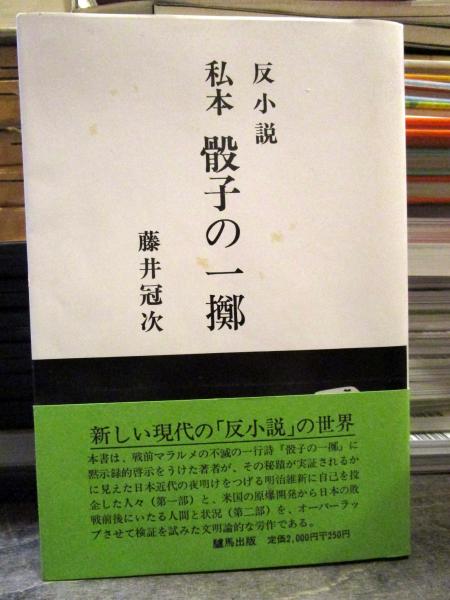 反小説
私本 骰子の一擲
藤井冠次
新しい現代の「反小説」の世界
本書は、戦前マラルメの不滅の一行詩『骰子の一擲』に
黙示録的啓示をうけた著者が、その秘蹟が実証されるか
に見えた日本近代の夜明けをつげる明治維新に自己を投
企した人々（第一部）と、米国の原爆開発から日本の敗
戦前後にいたる人間と状況（第二部）を、オーバーラッ
プさせて検証を試みた文明論的な労作である。
驢馬出版 定価2,000円〒250円